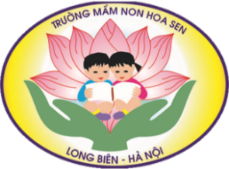 TRƯỜNG MẦM NON HOA SEN
LONG BIÊN - HÀ NỘI